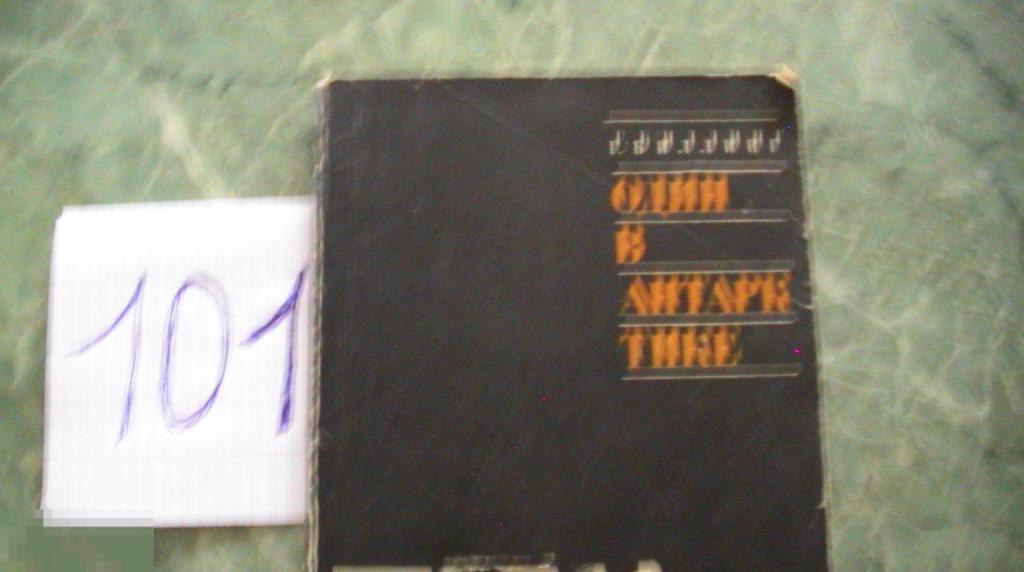 101
ОДИН
В
АНТАРК
ТИКЕ